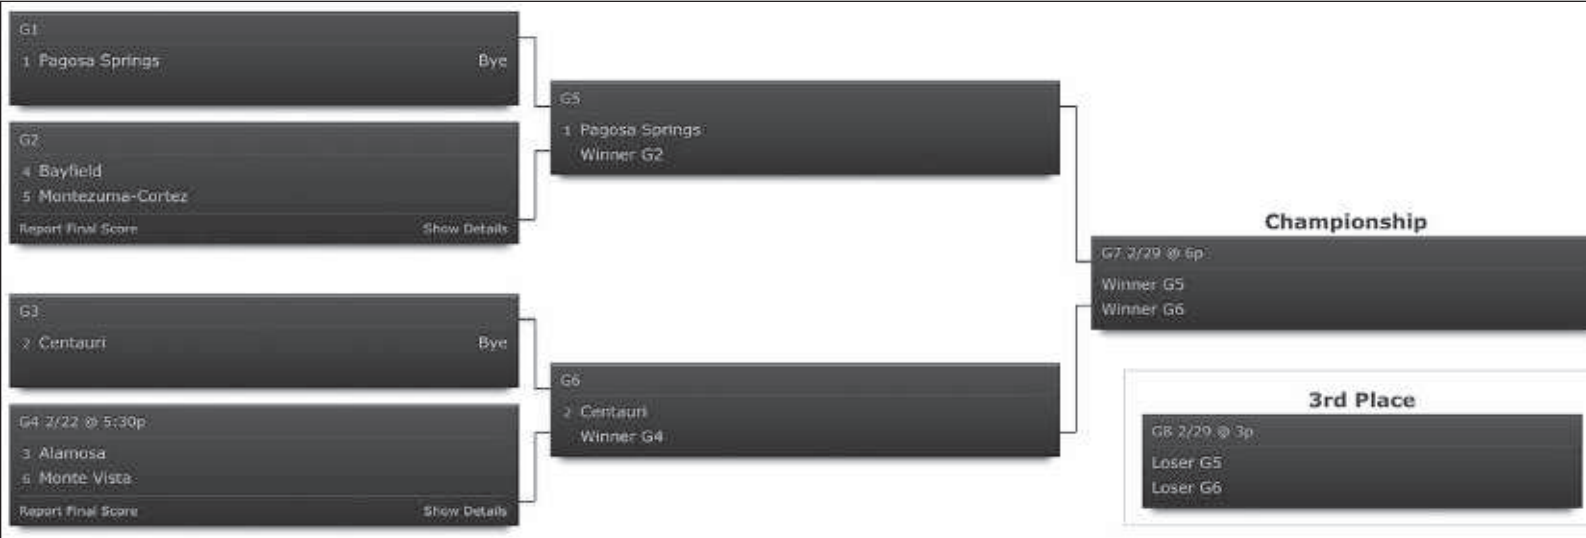 G1
1 Pagosa Springs Bye
G2
4 Bayfield
5 Montezuma-Cortez
Report Final Score Show Details
G3
2 Centauri Bye
G4 2/22 @ 5:30p
3 Alamosa
6 Monte Vista
Report Final Score Show Details
G5
1 Pagosa Springs
Winner G2
G6
2 Centauri
Winner G4
Championship
G7 2/29 @ 6p
Winner G5
Winner G6
3rd Place
G8 2/29 @ 3p
Loser G5
Loser G6